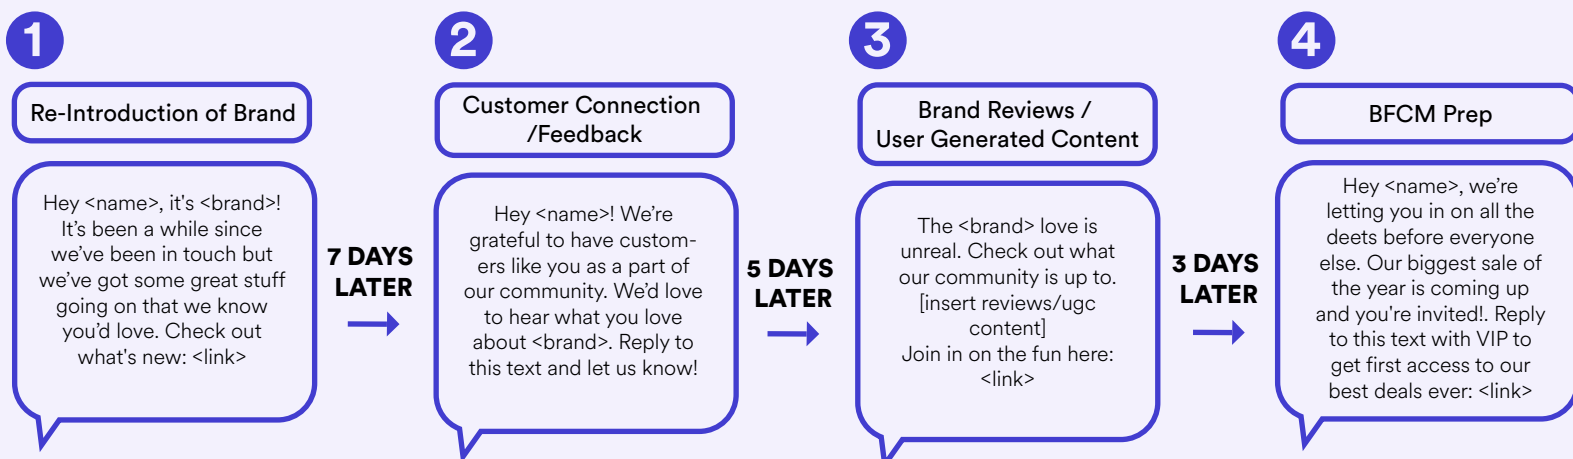 1
Re-Introduction of Brand
Hey <name>, it's <brand>!
It’s been a while since
we’ve been in touch but
we’ve got some great stuff
going on that we know
you’d love. Check out
what's new: <link>
7 DAYS
LATER
2
Customer Connection
/Feedback
Hey <name>! We’re
grateful to have custom-
ers like you as a part of
our community. We’d love
to hear what you love
about <brand>. Reply to
this text and let us know!
5 DAYS
LATER
3
Brand Reviews /
User Generated Content
The <brand> love is
unreal. Check out what
our community is up to.
[insert reviews/ugc
content]
Join in on the fun here:
<link>
3 DAYS
LATER
4
BFCM Prep
Hey <name>, we’re
letting you in on all the
deets before everyone
else. Our biggest sale of
the year is coming up
and you're invited!. Reply
to this text with VIP to
get first access to our
best deals ever: <link>